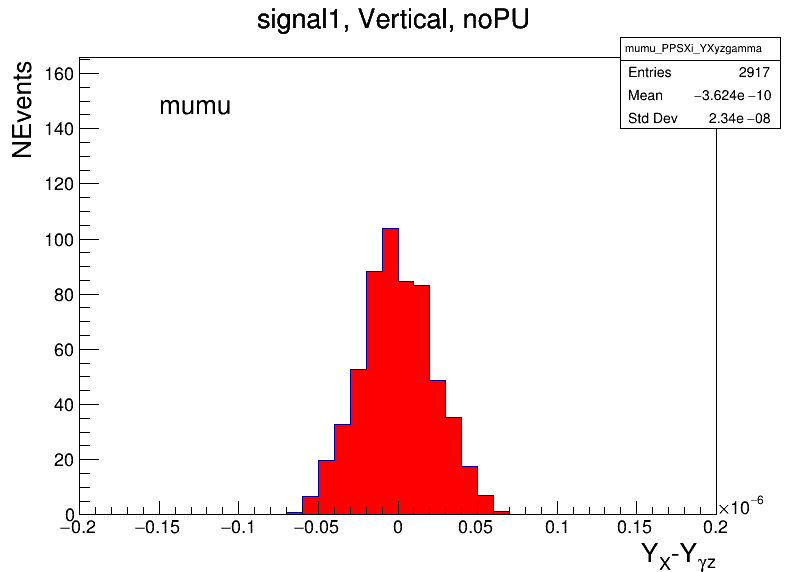 signal1, Vertical, noPU
mumu_PPSXi_YXyzgamma
Entries 2917
Mean −3.624e−10
Std Dev 2.34e−08
NEvents
mumu
160
140
120
100
80
60
40
20
0
−0.2 −0.15 −0.1 −0.05 0 0.05 0.1 0.15 0.2
×10⁻⁶
Y_X-Y_γz